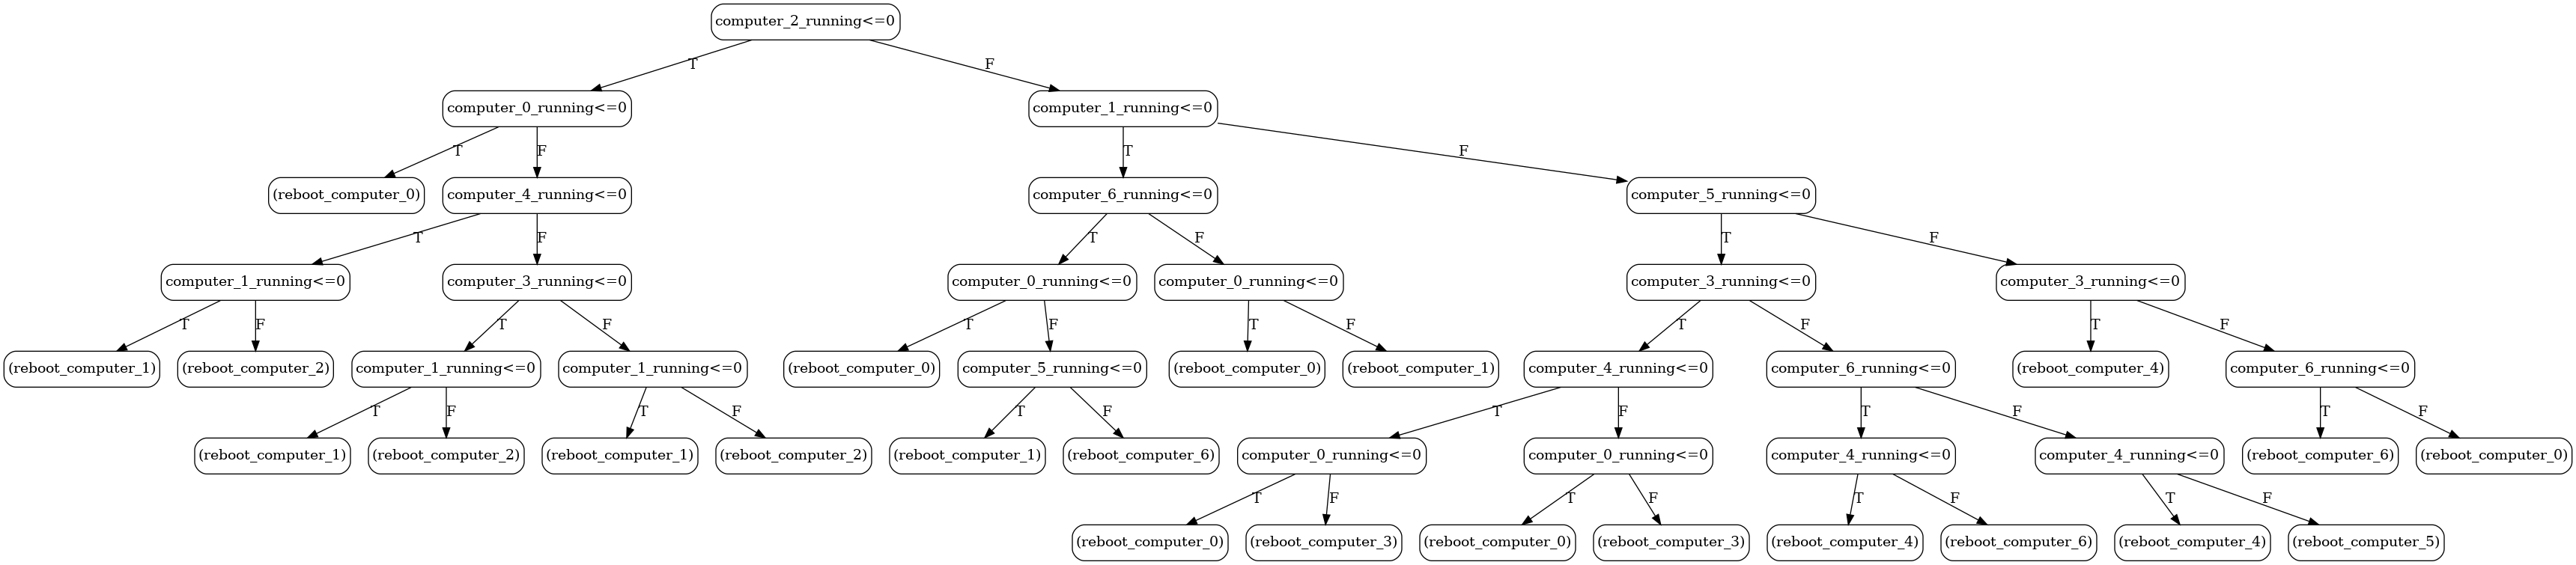 computer_2_running<=0
T
F
computer_0_running<=0
computer_1_running<=0
T
F
T
F
(reboot_computer_0)
computer_4_running<=0
computer_6_running<=0
computer_5_running<=0
T
F
T
F
T
F
computer_1_running<=0
computer_3_running<=0
computer_0_running<=0
computer_0_running<=0
computer_3_running<=0
computer_3_running<=0
T
F
T
F
T
F
T
F
T
F
T
F
(reboot_computer_1)
(reboot_computer_2)
computer_1_running<=0
computer_1_running<=0
(reboot_computer_0)
computer_5_running<=0
(reboot_computer_0)
(reboot_computer_1)
computer_4_running<=0
computer_6_running<=0
(reboot_computer_4)
computer_6_running<=0
T
F
T
F
T
F
T
F
T
F
T
F
(reboot_computer_1)
(reboot_computer_2)
(reboot_computer_1)
(reboot_computer_2)
(reboot_computer_1)
(reboot_computer_6)
computer_0_running<=0
computer_0_running<=0
computer_4_running<=0
computer_4_running<=0
(reboot_computer_6)
(reboot_computer_0)
T
F
T
F
T
F
T
F
(reboot_computer_0)
(reboot_computer_3)
(reboot_computer_0)
(reboot_computer_3)
(reboot_computer_4)
(reboot_computer_6)
(reboot_computer_4)
(reboot_computer_5)